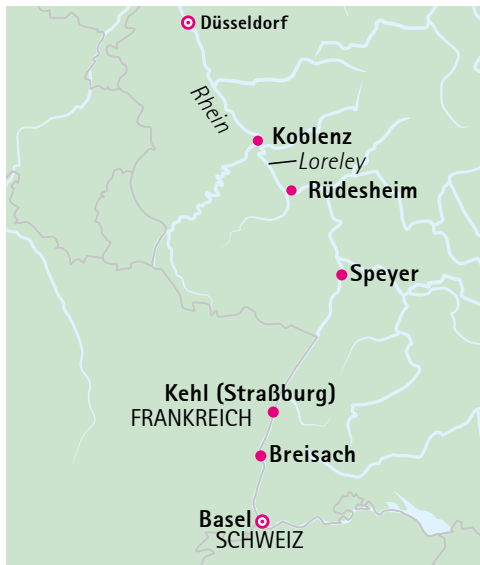 Düsseldorf
Rhein
Koblenz
Loreley
Rüdesheim
Speyer
Kehl (Straßburg)
FRANKREICH
Breisach
Basel
SCHWEIZ